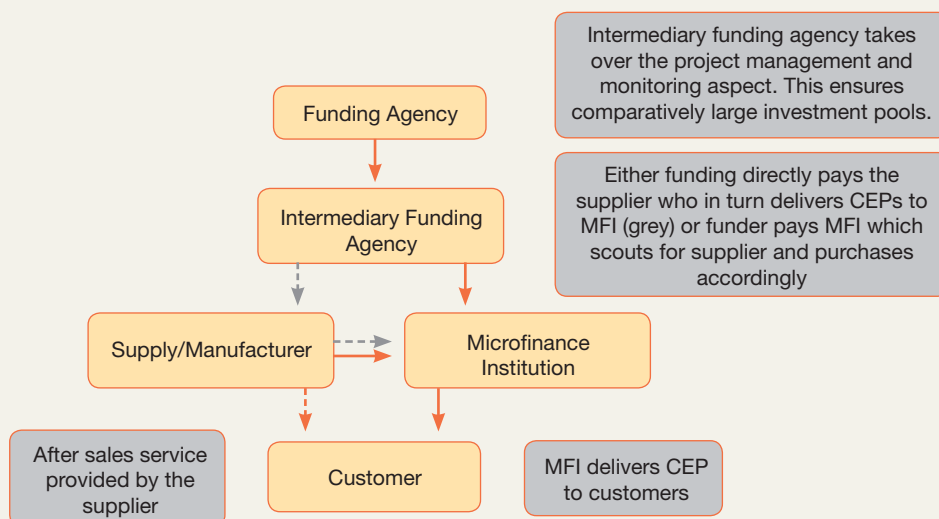 Intermediary funding agency takes
over the project management and
monitoring aspect. This ensures
comparatively large investment pools.
Funding Agency
Either funding directly pays the
supplier who in turn delivers CEPs to
MFI (grey) or funder pays MFI which
scouts for supplier and purchases
accordingly
Intermediary Funding
Agency
Supply/Manufacturer
Microfinance
Institution
After sales service
provided by the
supplier
Customer
MFI delivers CEP
to customers